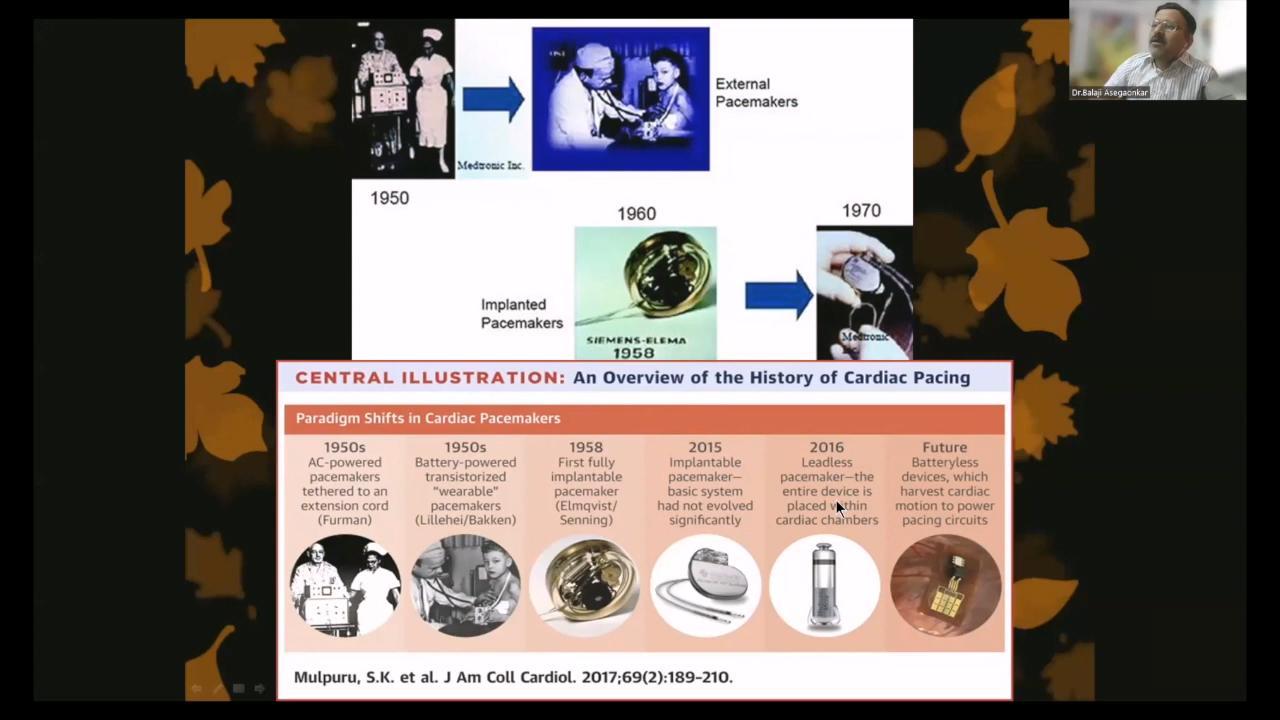 Dr.Balaji Asegaonkar
External
Pacemakers
Medtronic Inc.
1950
1960
1970
Implanted
Pacemakers
SIEMENS-ELEMA
1958
Medtronic
CENTRAL ILLUSTRATION: An Overview of the History of Cardiac Pacing
Paradigm Shifts in Cardiac Pacemakers
1950s
AC-powered
pacemakers
tethered to an
extension cord
(Furman)
1950s
Battery-powered
transistorized
"wearable"
pacemakers
(Lillehei/Bakken)
1958
First fully
implantable
pacemaker
(Elmqvist/
Senning)
2015
Implantable
pacemaker—
basic system
had not evolved
significantly
2016
Leadless
pacemaker—the
entire device is
placed within
cardiac chambers
Future
Batteryless
devices, which
harvest cardiac
motion to power
pacing circuits
Mulpuru, S.K. et al. J Am Coll Cardiol. 2017;69(2):189–210.